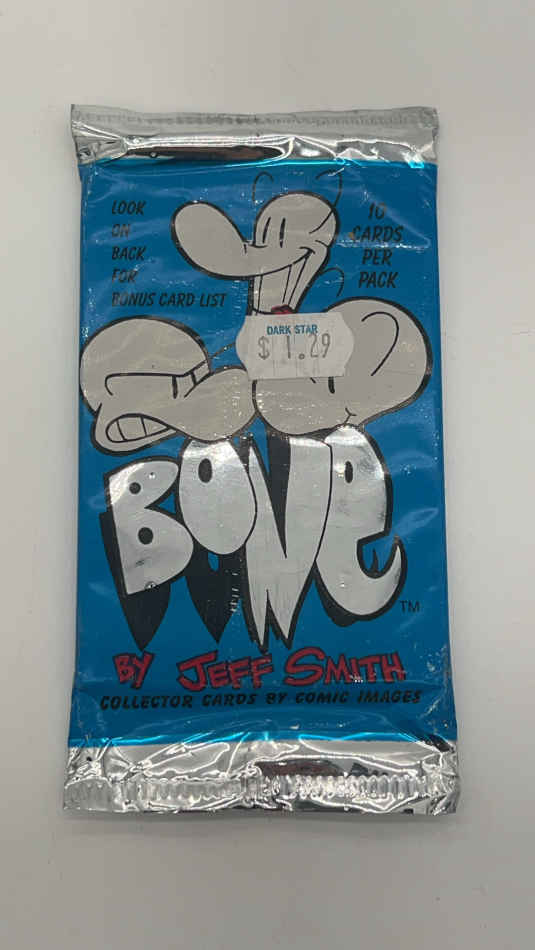 LOOK
ON
BACK
FOR
BONUS CARD LIST
10
CARDS
PER
PACK
DARK STAR
$ 1.29
BONE
TM
BY JEFF SMITH
COLLECTOR CARDS BY COMIC IMAGES